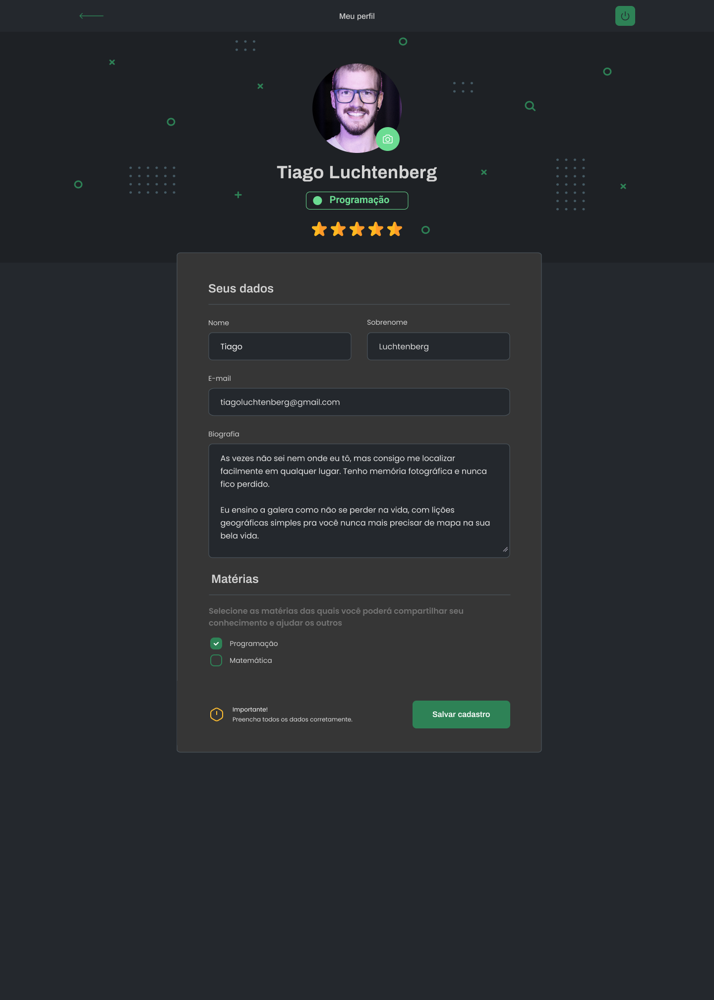 Meu perfil
Tiago Luchtenberg
Programação
Seus dados
Nome
Sobrenome
Tiago
Luchtenberg
E-mail
tiagoluchtenberg@gmail.com
Biografia
As vezes não sei nem onde eu tô, mas consigo me localizar
facilmente em qualquer lugar. Tenho memória fotográfica e nunca
fico perdido.
Eu ensino a galera como não se perder na vida, com lições
geográficas simples pra você nunca mais precisar de mapa na sua
bela vida.
Matérias
Selecione as matérias das quais você poderá compartilhar seu
conhecimento e ajudar os outros
Programação
Matemática
Importante!
Preencha todos os dados corretamente.
Salvar cadastro